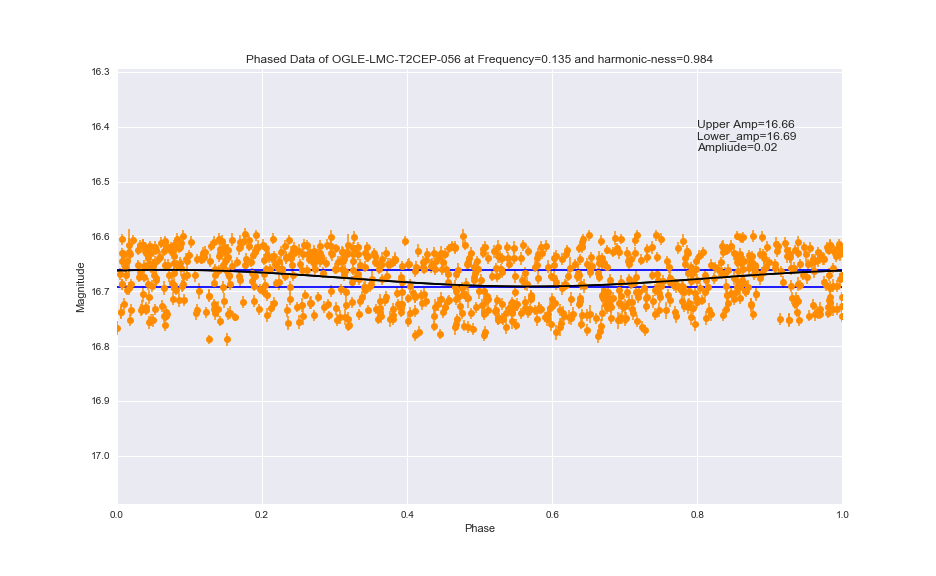 Phased Data of OGLE-LMC-T2CEP-056 at Frequency=0.135 and harmonic-ness=0.984
16.3
16.4
16.5
16.6
16.7
16.8
16.9
17.0
Magnitude
Upper Amp=16.66
Lower_amp=16.69
Ampliude=0.02
0.0
0.2
0.4
0.6
0.8
1.0
Phase